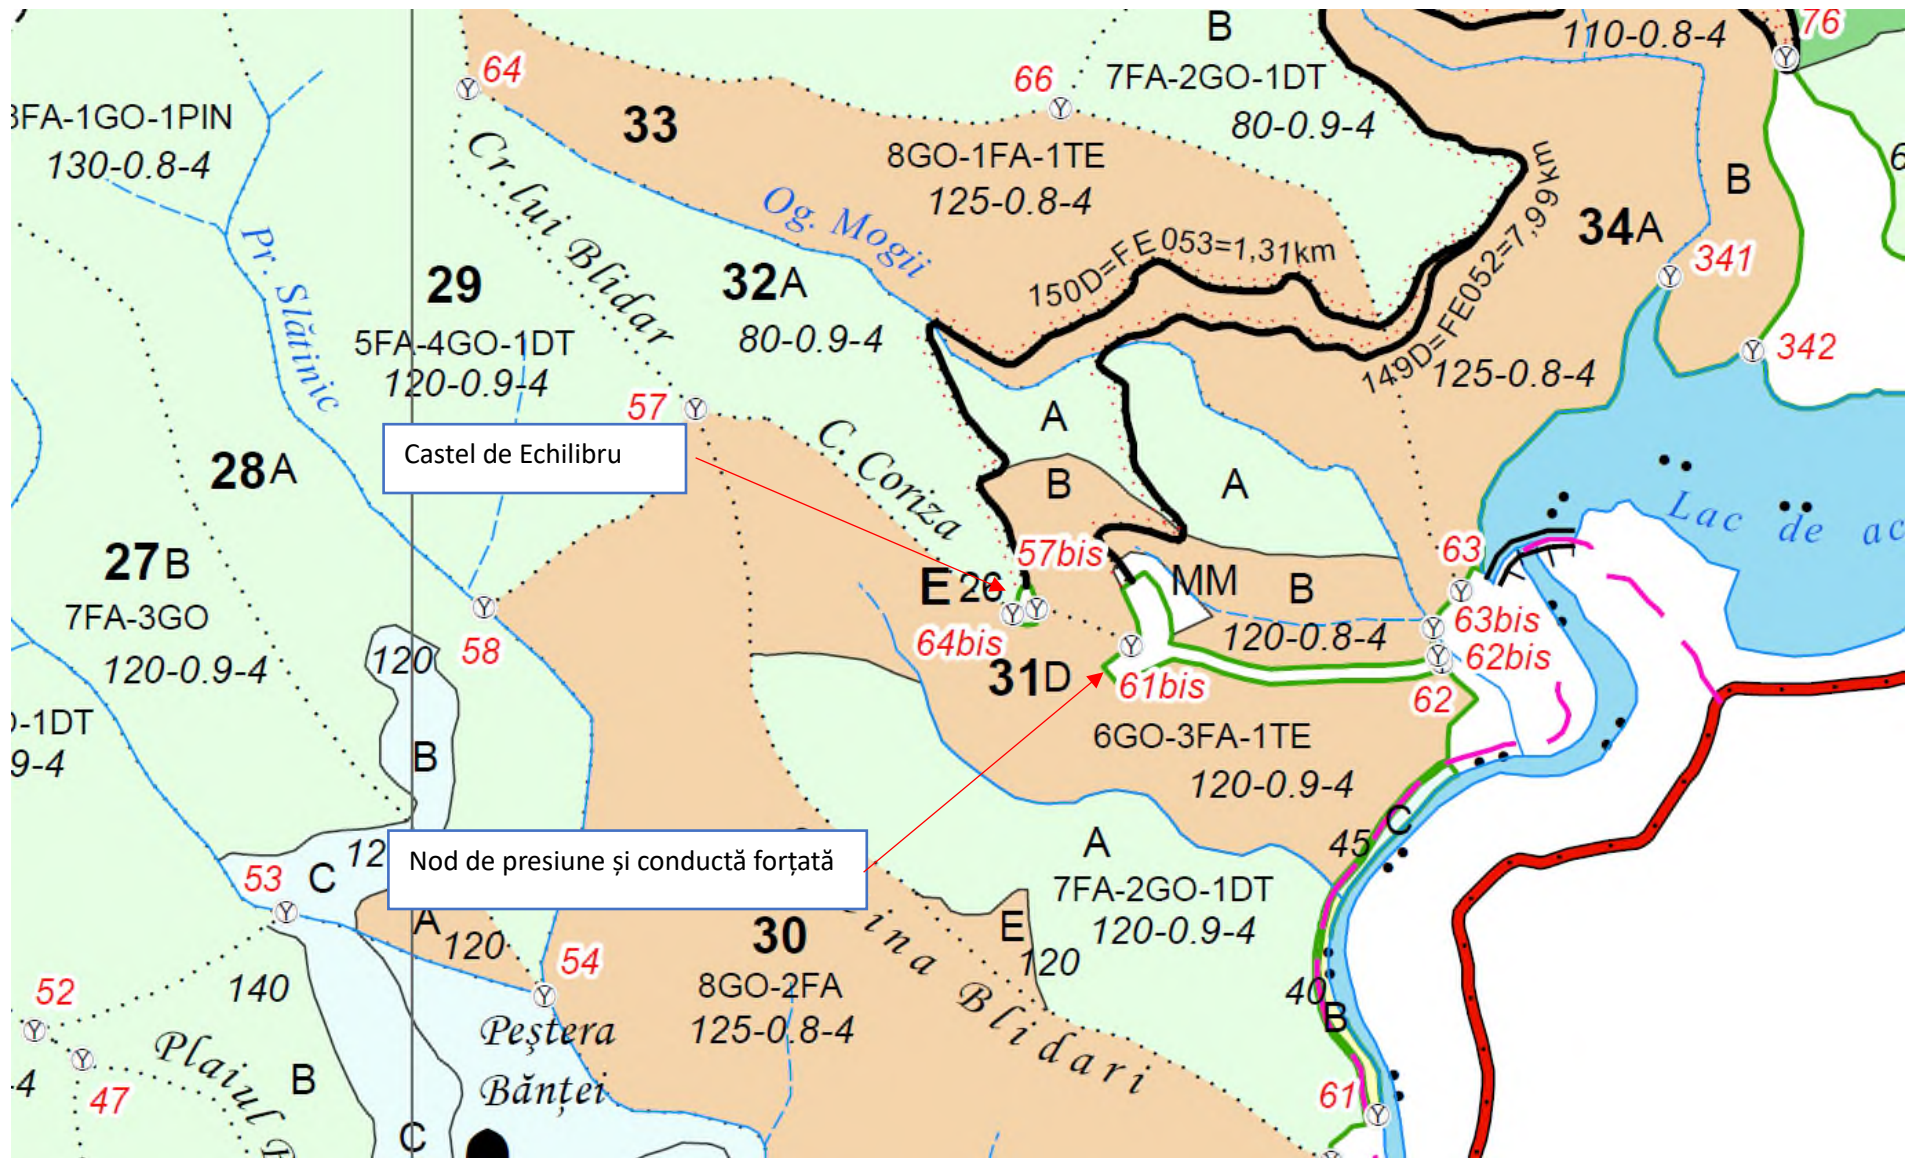 76
110-0.8-4
B
64
66
7FA-2GO-1DT
80-0.9-4
33
3FA-1GO-1PIN
130-0.8-4
8GO-1FA-1TE
125-0.8-4
6
B
Cr. lui Blidar
Og. Mogii
34A
Pr. Slătinic
150D=FE 053=1,31km
149D=FE052=7,99km
341
29
32A
5FA-4GO-1DT
120-0.9-4
80-0.9-4
342
125-0.8-4
57
A
C. Coriza
Castel de Echilibru
28A
B
A
Lac de ac
27B
7FA-3GO
120-0.9-4
57bis
63
E 26
MM
B
120-0.8-4
63bis
64bis
58
120
62bis
31D
61bis
62
-1DT
9-4
B
6GO-3FA-1TE
120-0.9-4
Nod de presiune și conductă forțată
C
45
A
12
C
53
7FA-2GO-1DT
120-0.9-4
A
120
30
E
120
ina Blidari
54
8GO-2FA
125-0.8-4
140
52
40
B
Peștera
Bănției
Plaiul
B
-4
47
61
C